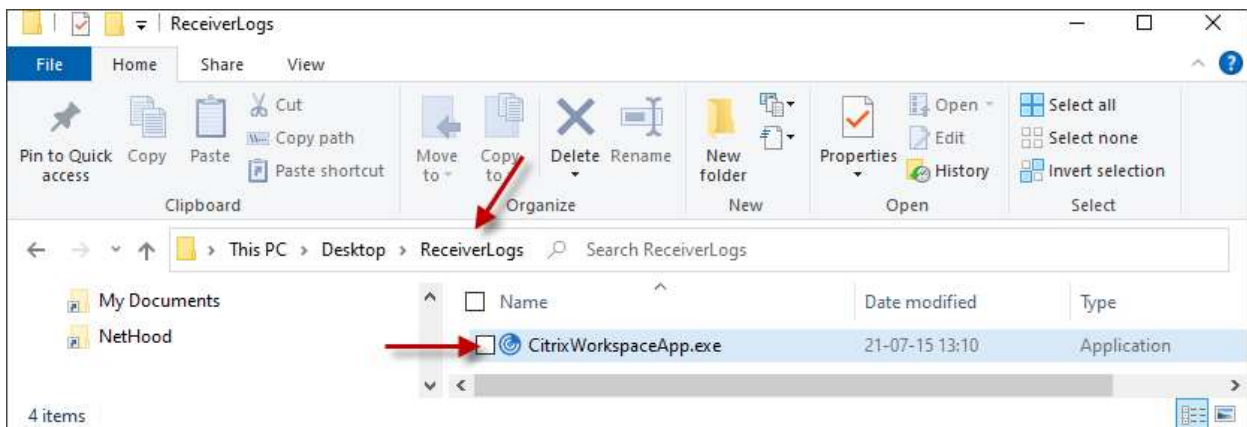 ReceiverLogs
File Home Share View
Pin to Quick access Copy Paste Cut Copy path Paste shortcut
Move to Copy to Delete Rename New folder Properties Open Edit History Select all Select none Invert selection
Clipboard Organize New Open Select
This PC > Desktop > ReceiverLogs Search ReceiverLogs
My Documents Name Date modified Type
NetHood CitrixWorkspaceApp.exe 21-07-15 13:10 Application
4 items